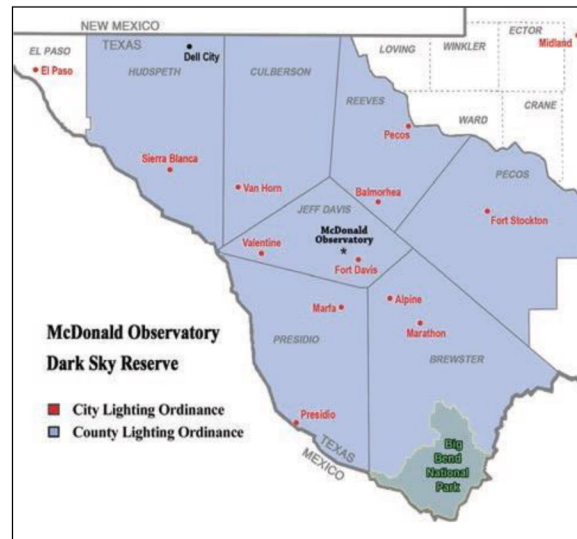 NEW MEXICO
TEXAS
EL PASO
El Paso
HUDSPETH
Dell City
CULBERSON
LOVING
WINKLER
ECTOR
Midland
REEVES
WARD
CRANE
Pecos
PECOS
Sierra Blanca
Van Horn
Balmorhea
Fort Stockton
JEFF DAVIS
McDonald
Observatory
*
Valentine
Fort Davis
Marfa
Alpine
Marathon
PRESIDIO
BREWSTER
McDonald Observatory
Dark Sky Reserve
City Lighting Ordinance
County Lighting Ordinance
Presidio
TEXAS
MEXICO
Big
Bend
National
Park